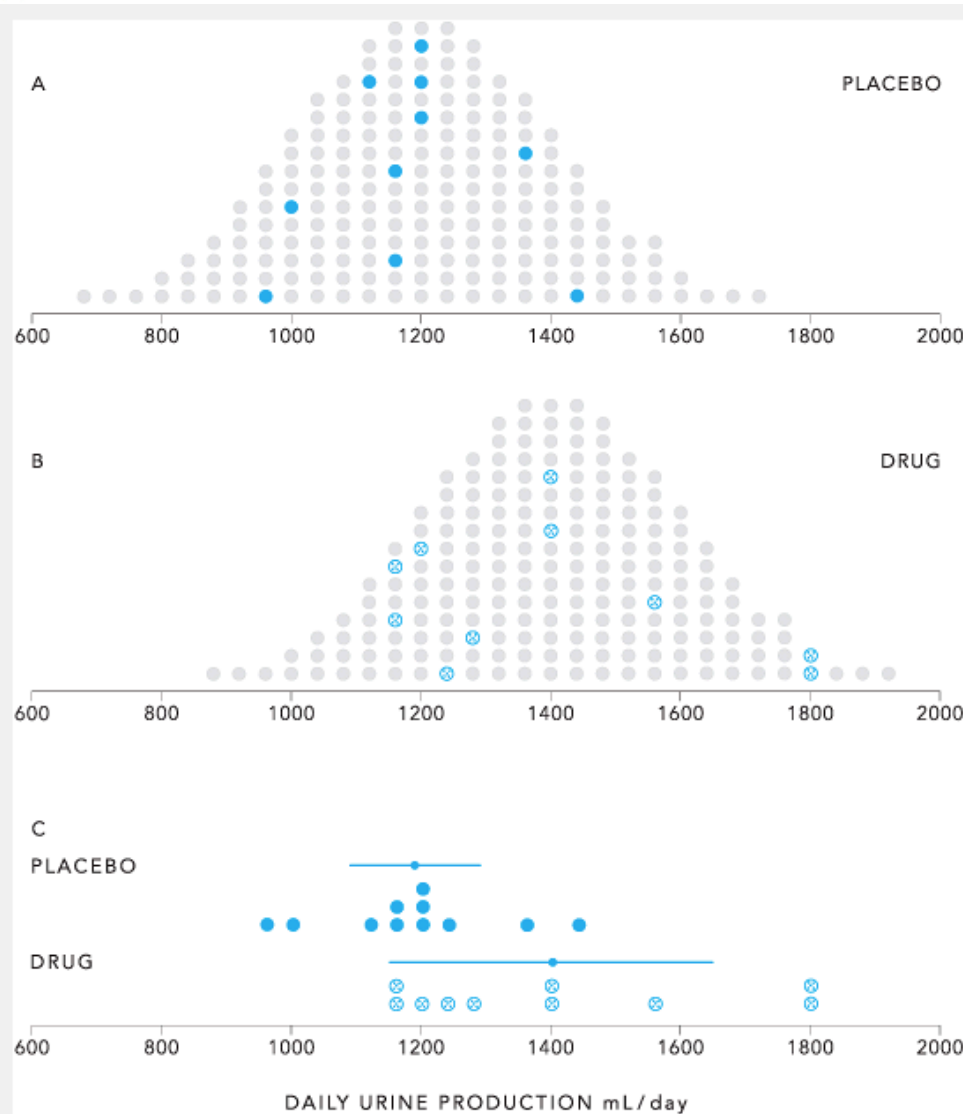 A PLACEBO
600 800 1000 1200 1400 1600 1800 2000
B DRUG
600 800 1000 1200 1400 1600 1800 2000
C
PLACEBO
DRUG
600 800 1000 1200 1400 1600 1800 2000
DAILY URINE PRODUCTION mL/day